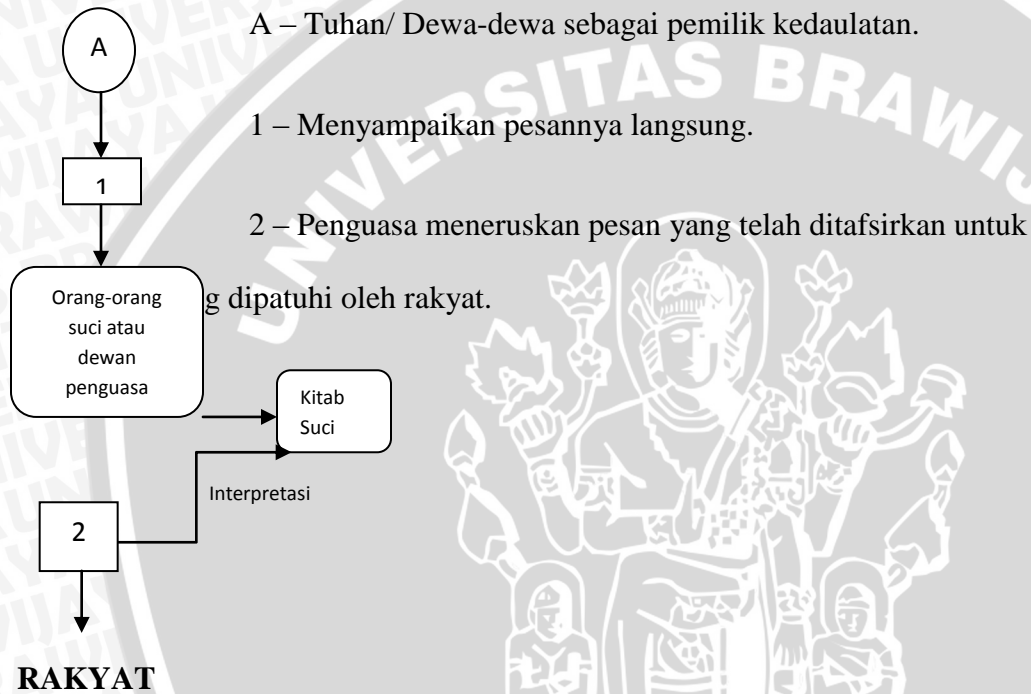 A
A – Tuhan/ Dewa-dewa sebagai pemilik kedaulatan.
UNIVERSITAS BRAWIJ
1 – Menyampaikan pesannya langsung.
1
2 – Penguasa meneruskan pesan yang telah ditafsirkan untuk
g dipatuhi oleh rakyat.
Orang-orang
suci atau
dewan
penguasa
Kitab
Suci
Interpretasi
2
RAKYAT